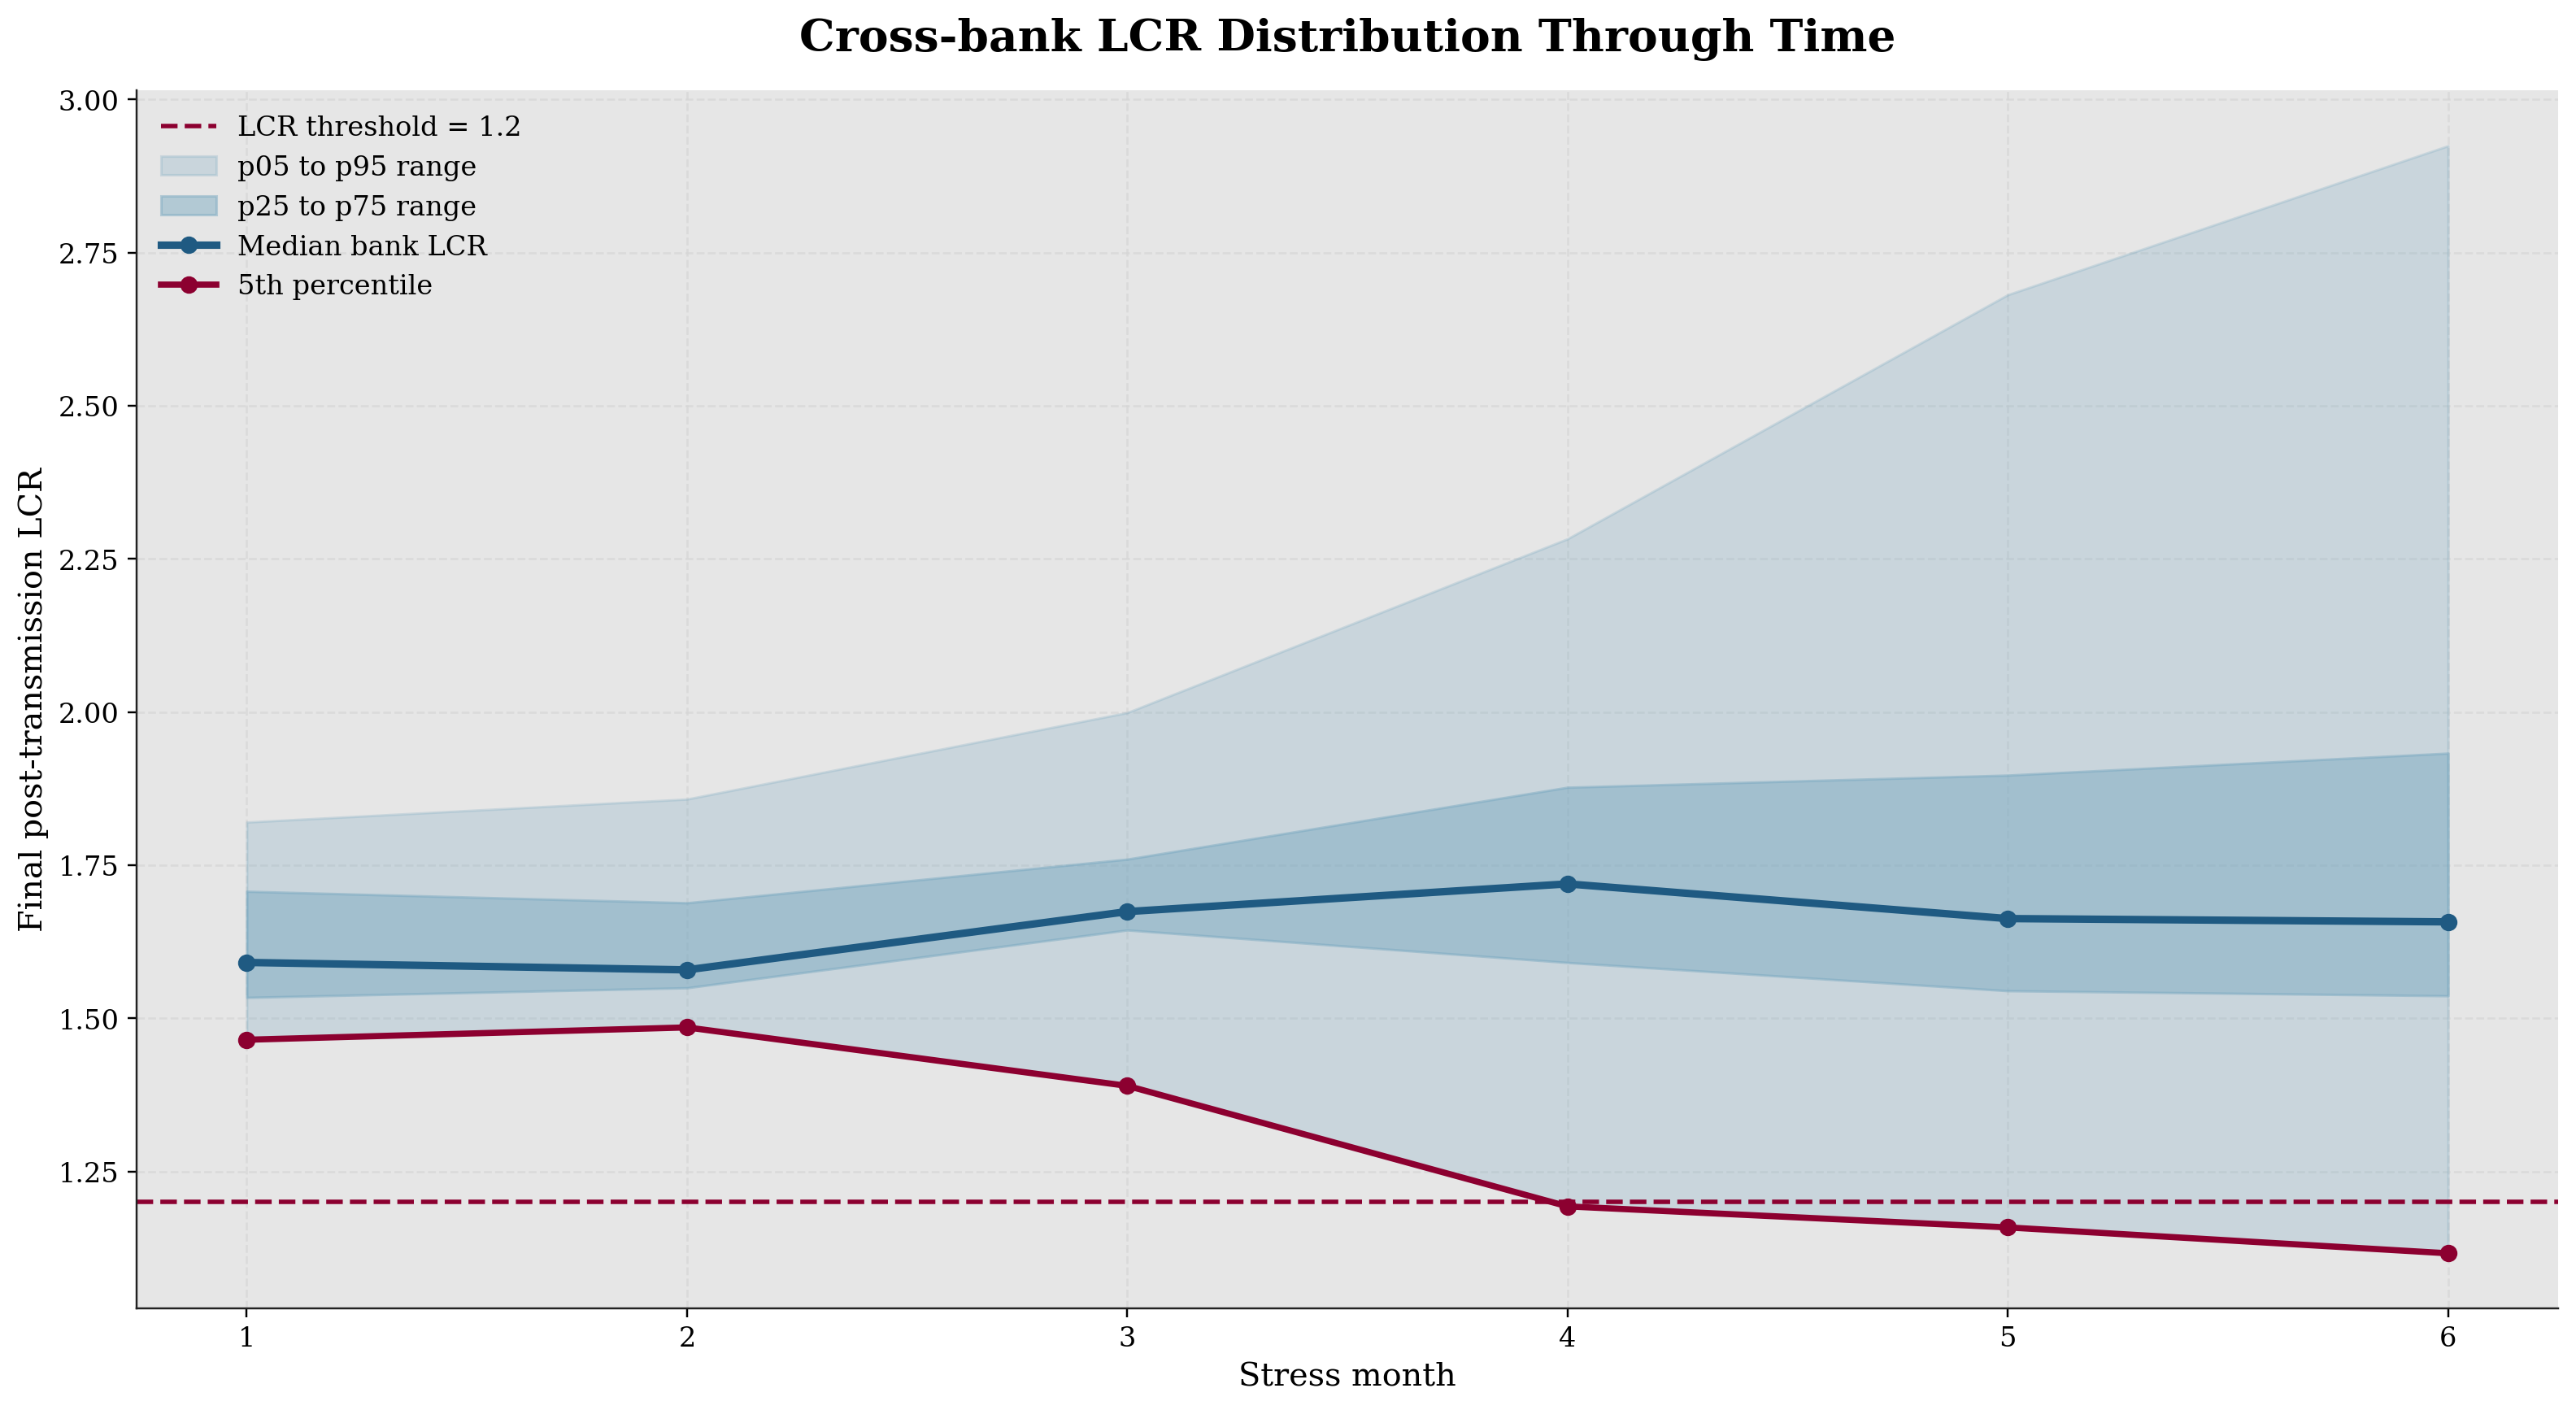 Cross-bank LCR Distribution Through Time
LCR threshold = 1.2
p05 to p95 range
p25 to p75 range
Median bank LCR
5th percentile
Final post-transmission LCR
3.00
2.75
2.50
2.25
2.00
1.75
1.50
1.25
1 2 3 4 5 6
Stress month